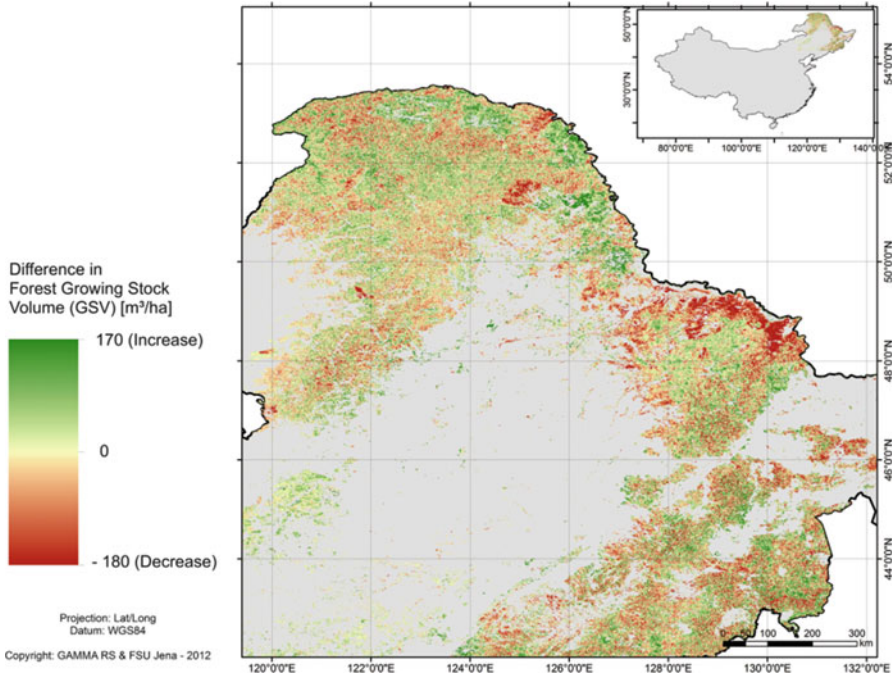 Difference in
Forest Growing Stock
Volume (GSV) [m³/ha]
170 (Increase)
0
- 180 (Decrease)
Projection: Lat/Long
Datum: WGS84
Copyright: GAMMA RS & FSU Jena - 2012
50°0'0"N
30°0'0"N
80°0'0"E
100°0'0"E
120°0'0"E
140°0'0"E
54°0'0"N
52°0'0"N
50°0'0"N
48°0'0"N
46°0'0"N
44°0'0"N
0 50 100 200 300
km
120°0'0"E
122°0'0"E
124°0'0"E
126°0'0"E
128°0'0"E
130°0'0"E
132°0'0"E